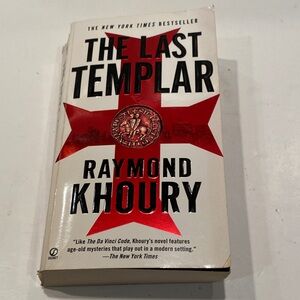 THE NEW YORK TIMES BESTSELLER
THE LAST
TEMPLAR
RAYMOND
KHOURY
"Like The Da Vinci Code, Khoury's novel features
age-old mysteries that play out in a modern setting."
—The New York Times